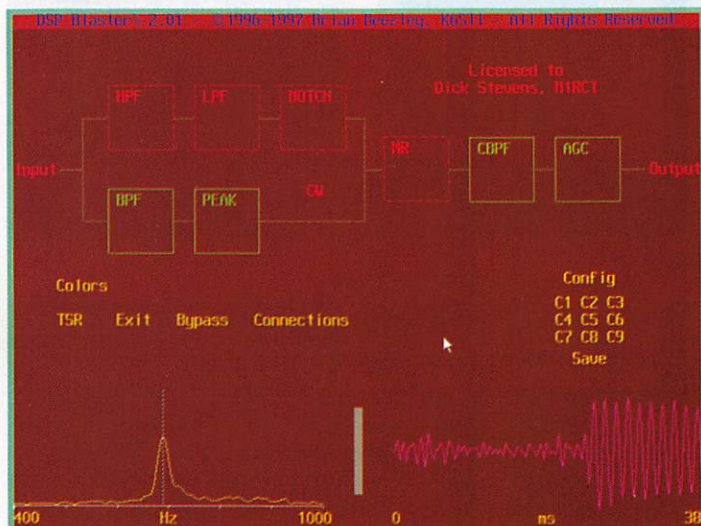 DSP Blaster 2.01 ©1996-1997 Brian Beezley, K6STI - All Rights Reserved
Licensed to
Dick Stevens, N1RCT
HPF LPF NOTCH
Input NR CBPF AGC Output
BPF PEAK CW
Colors
TSR Exit Bypass Connections
Config
C1 C2 C3
C4 C5 C6
C7 C8 C9
Save
400 Hz 1000 0 ms 30